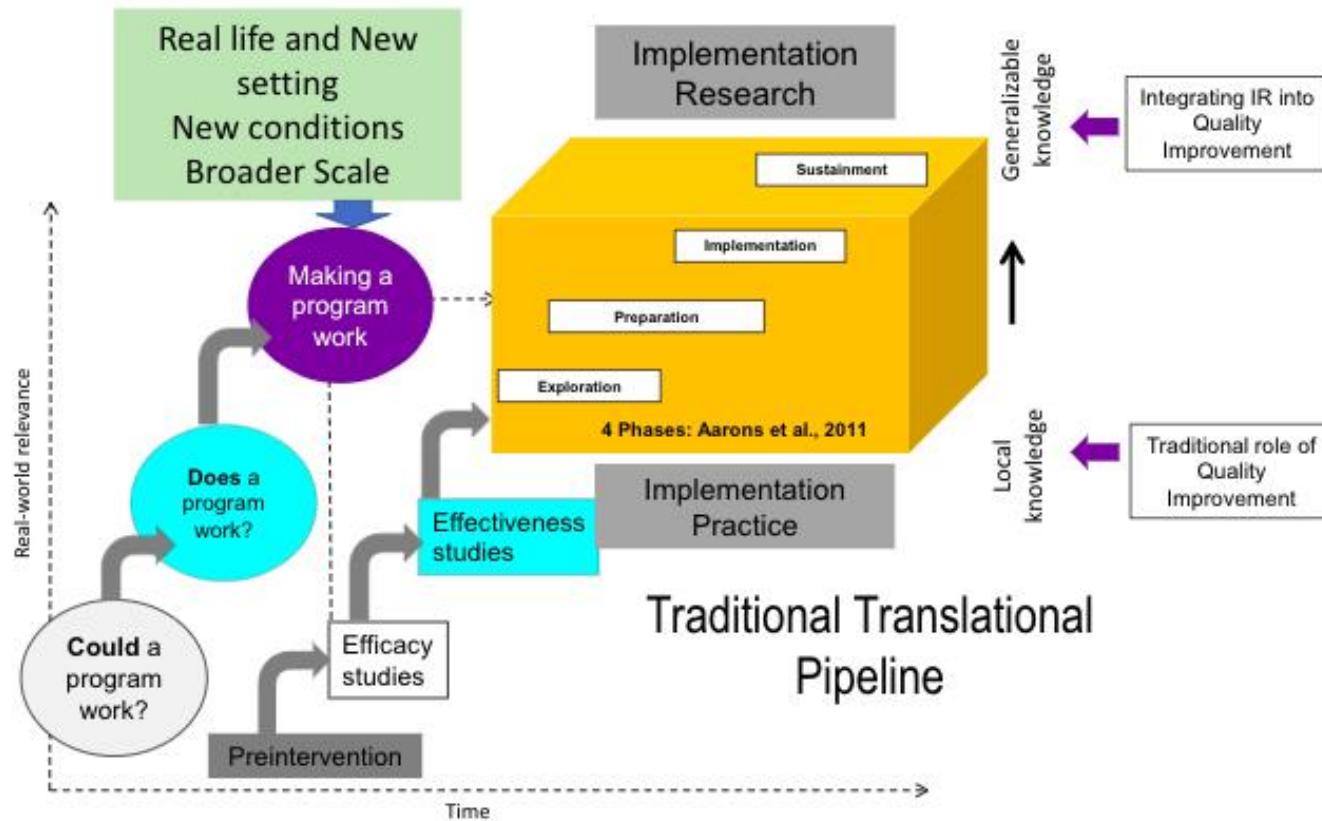 Real life and New
setting
New conditions
Broader Scale
Implementation
Research
Generalizable
knowledge
Integrating IR into
Quality
Improvement
Sustainment
Implementation
Preparation
Exploration
4 Phases: Aarons et al., 2011
Making a
program
work
Does a
program
work?
Could a
program
work?
Real-world relevance
Effectiveness
studies
Efficacy
studies
Preintervention
Implementation
Practice
Local
knowledge
Traditional role of
Quality
Improvement
Traditional Translational
Pipeline
Time